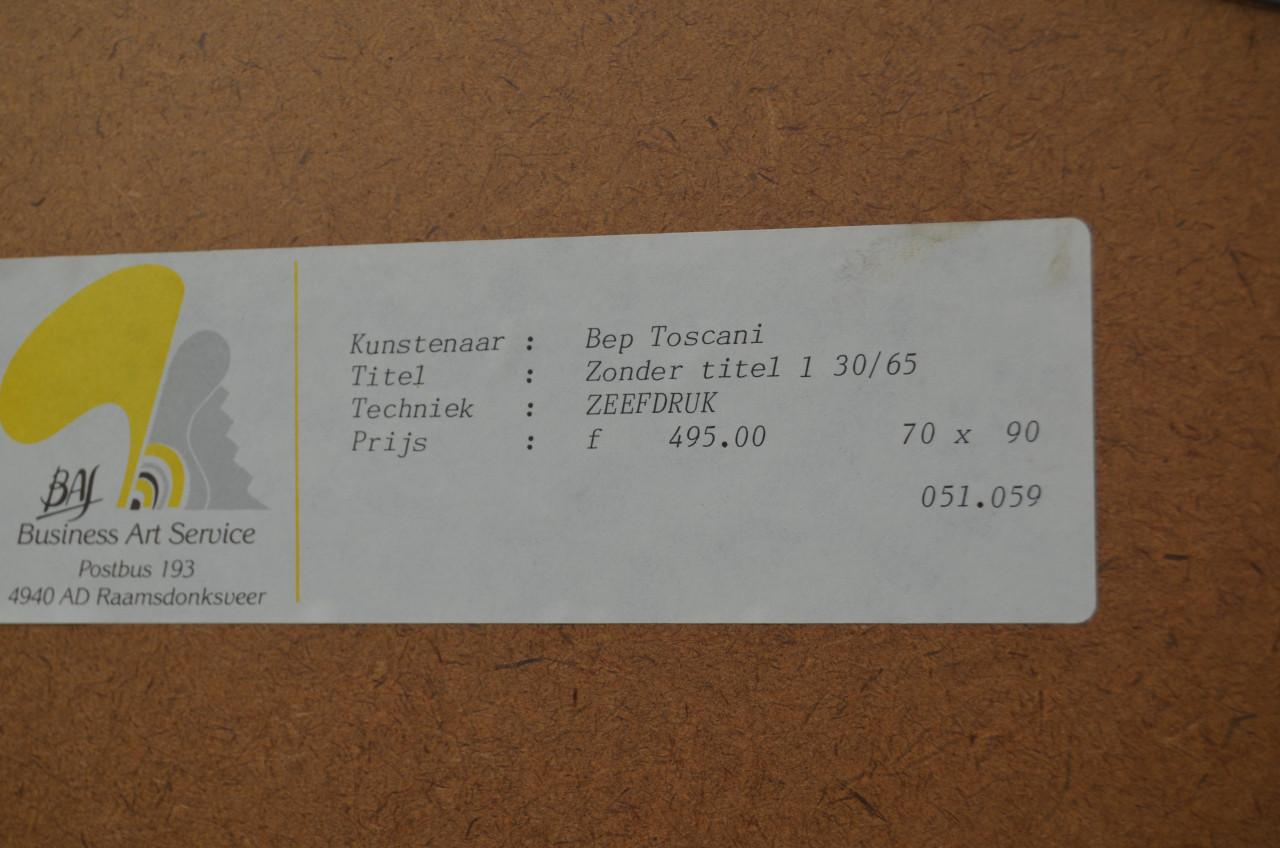 BAS
Business Art Service
Postbus 193
4940 AD Raamsdonksveer
Kunstenaar : Bep Toscani
Titel : Zonder titel 1 30/65
Techniek : ZEEFDRUK
Prijs : f 495.00 70 x 90
051.059